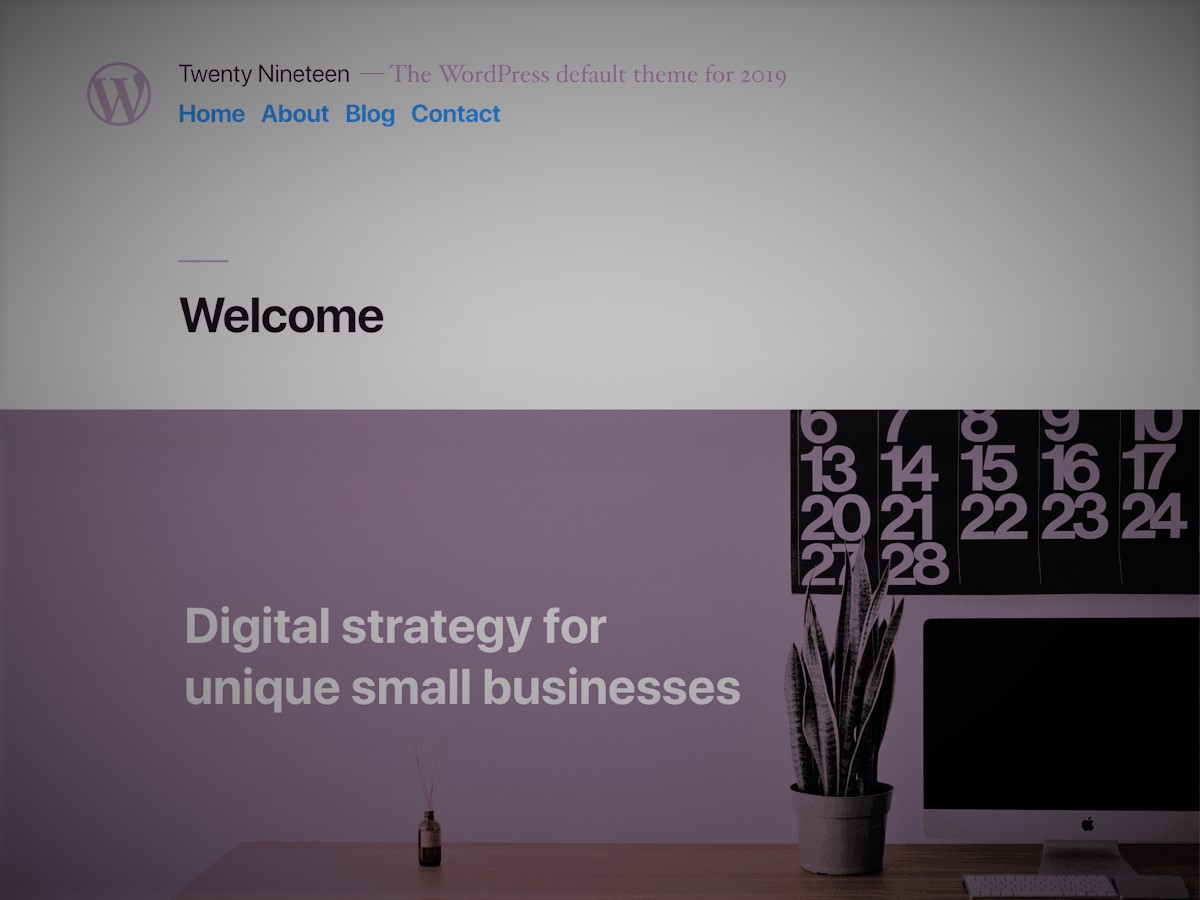 Twenty Nineteen — The WordPress default theme for 2019
Home About Blog Contact
Welcome
6 7 8 9 10
13 14 15 16 17
20 21 22 23 24
27 28
Digital strategy for
unique small businesses